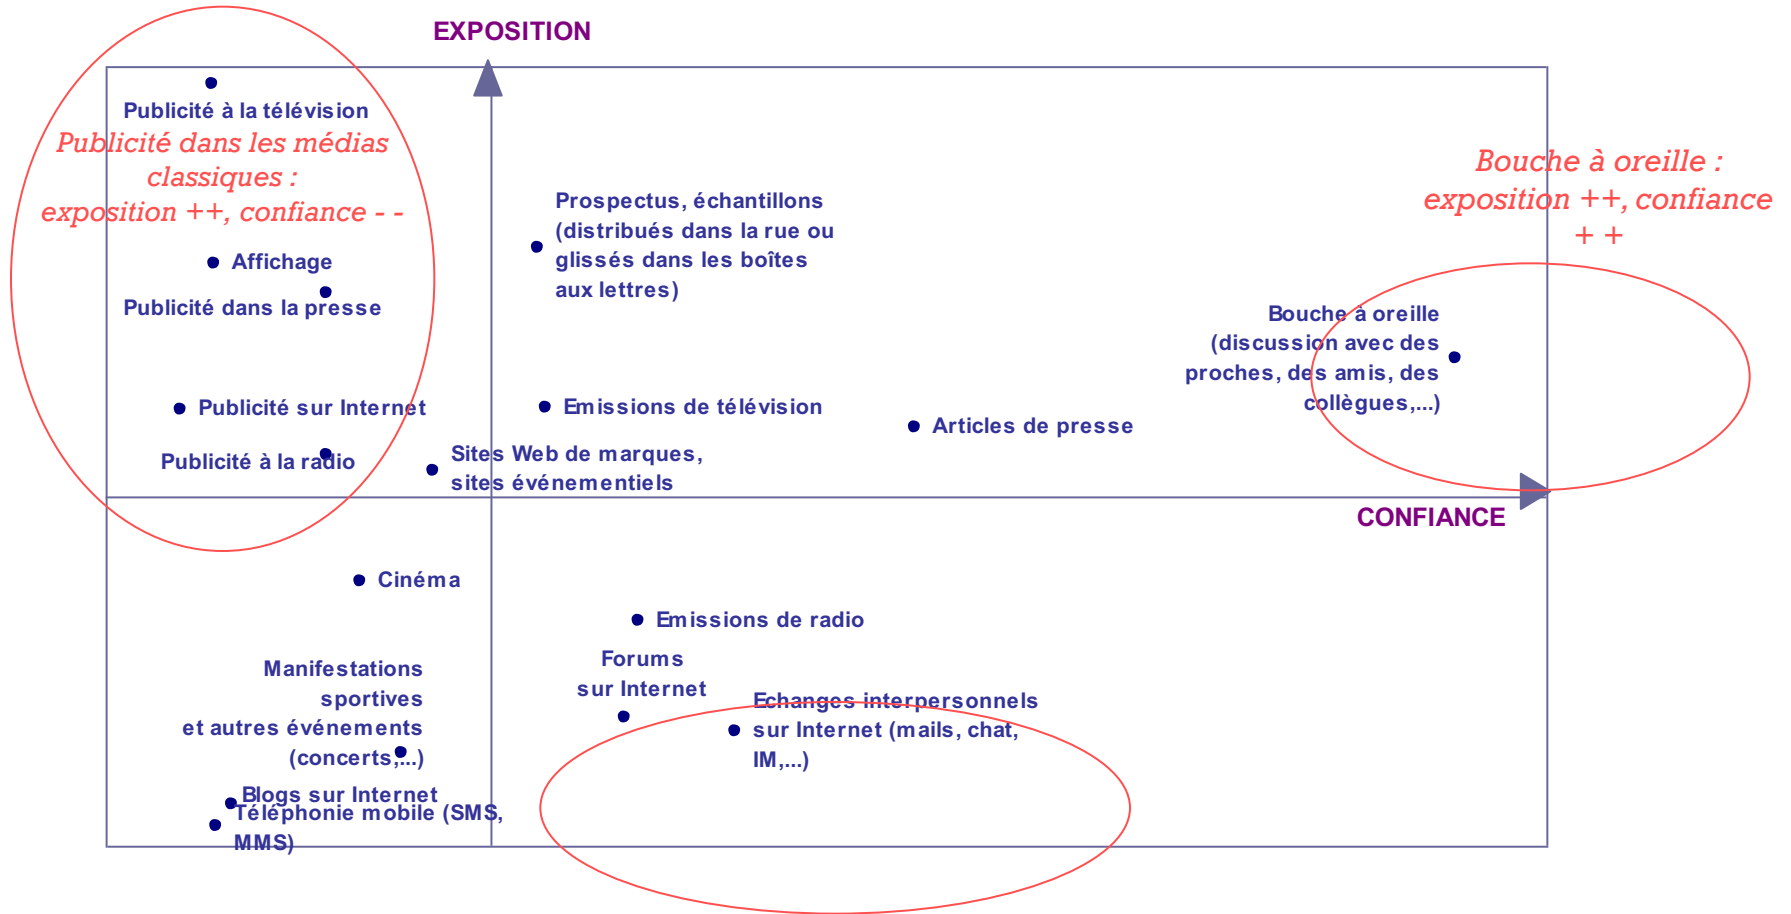 EXPOSITION
Publicité à la télévision
Publicité dans les médias
classiques :
exposition ++, confiance - -
Bouche à oreille :
exposition ++, confiance
+ +
Prospectus, échantillons
(distribués dans la rue ou
glissés dans les boîtes
aux lettres)
Affichage
Publicité dans la presse
Bouche à oreille
(discussion avec des
proches, des amis, des
collègues,...)
Publicité sur Internet
Emissions de télévision
Articles de presse
Publicité à la radio
Sites Web de marques,
sites événementiels
CONFIANCE
Cinéma
Emissions de radio
Manifestations
sportives
et autres événements
(concerts,...)
Forums
sur Internet
Echanges interpersonnels
sur Internet (mails, chat,
IM,...)
Blogs sur Internet
Téléphonie mobile (SMS,
MMS)